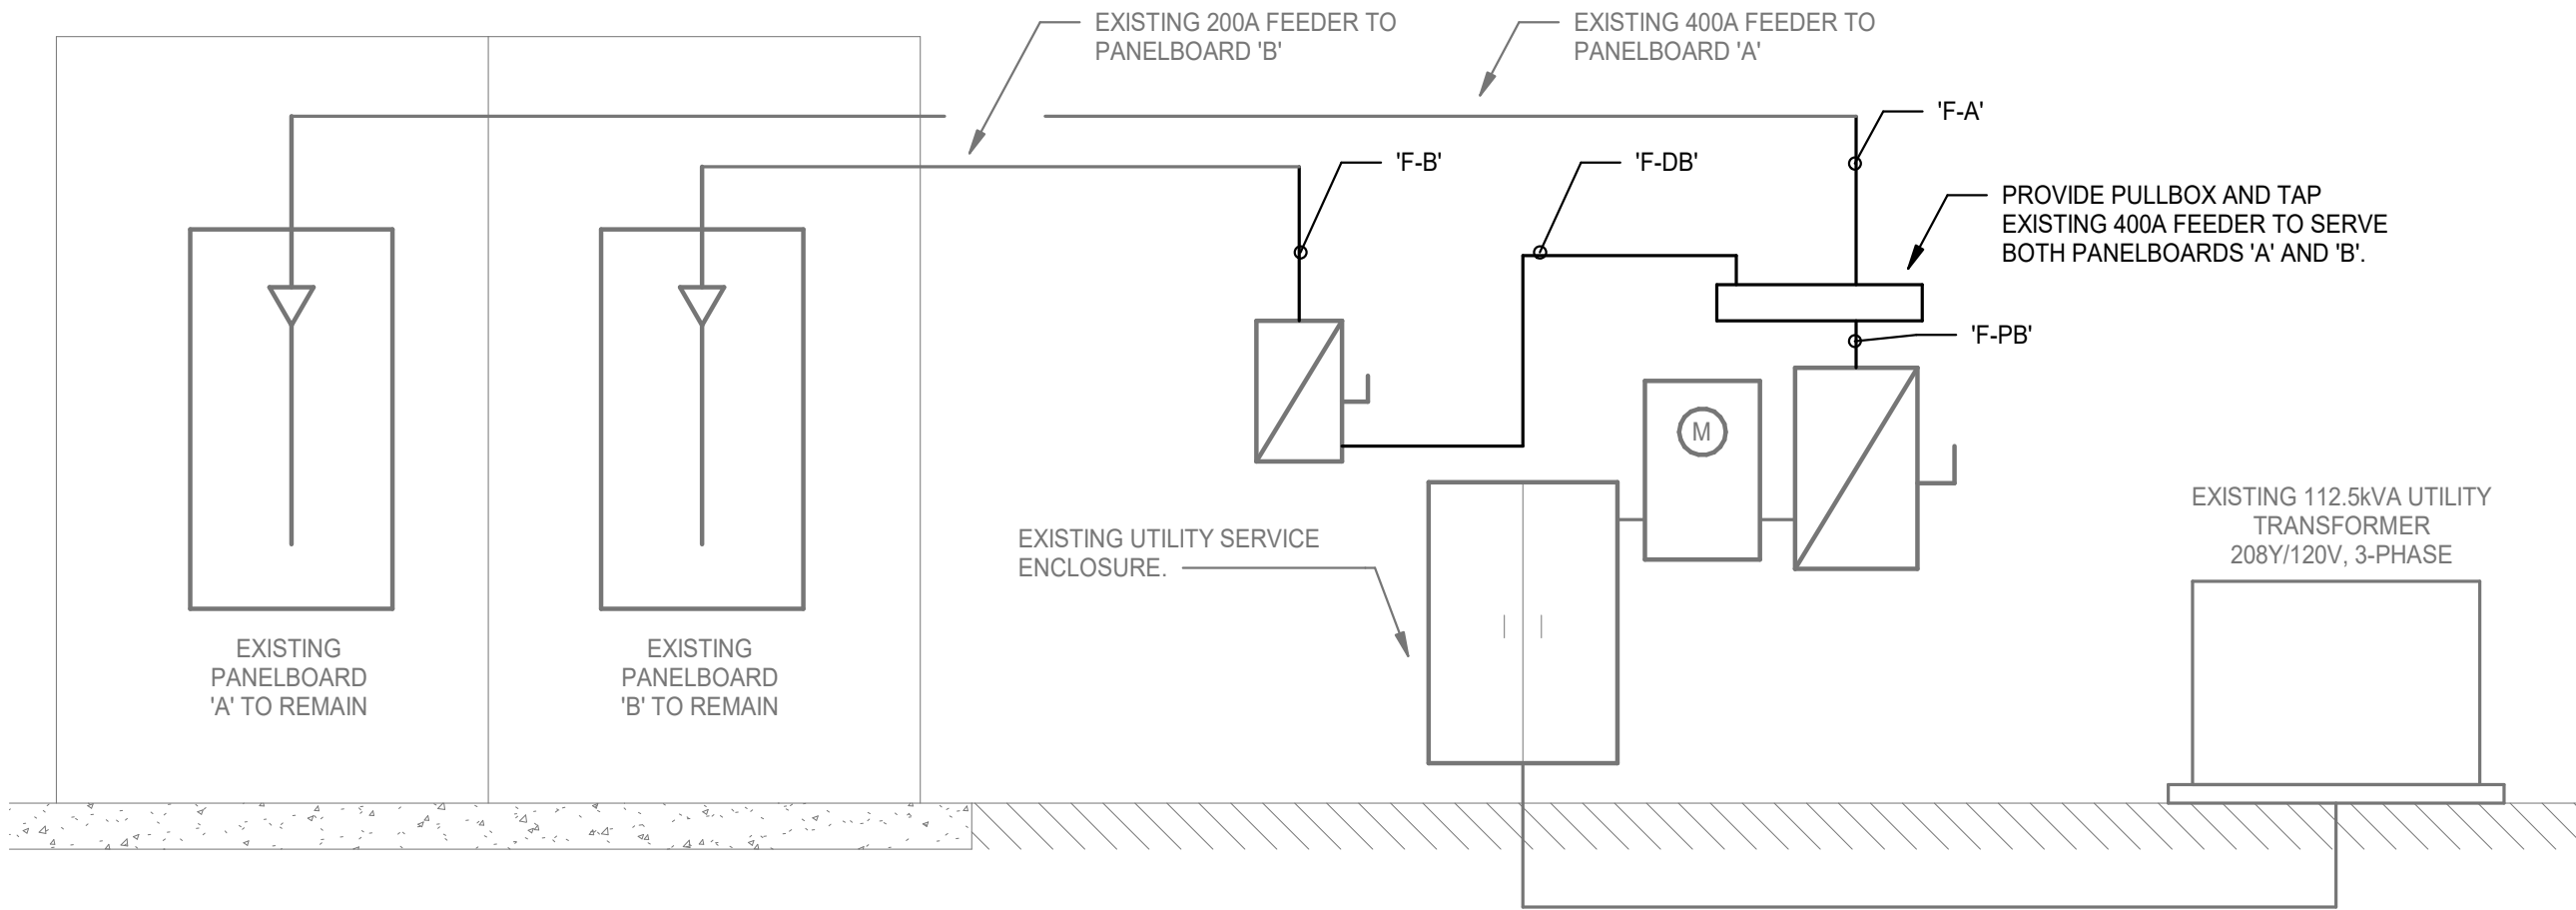 EXISTING 200A FEEDER TO
PANELBOARD 'B'
EXISTING 400A FEEDER TO
PANELBOARD 'A'
'F-A'
'F-B'
'F-DB'
PROVIDE PULLBOX AND TAP
EXISTING 400A FEEDER TO SERVE
BOTH PANELBOARDS 'A' AND 'B'.
'F-PB'
M
EXISTING UTILITY SERVICE
ENCLOSURE.
EXISTING 112.5kVA UTILITY
TRANSFORMER
208Y/120V, 3-PHASE
EXISTING
PANELBOARD
'A' TO REMAIN
EXISTING
PANELBOARD
'B' TO REMAIN